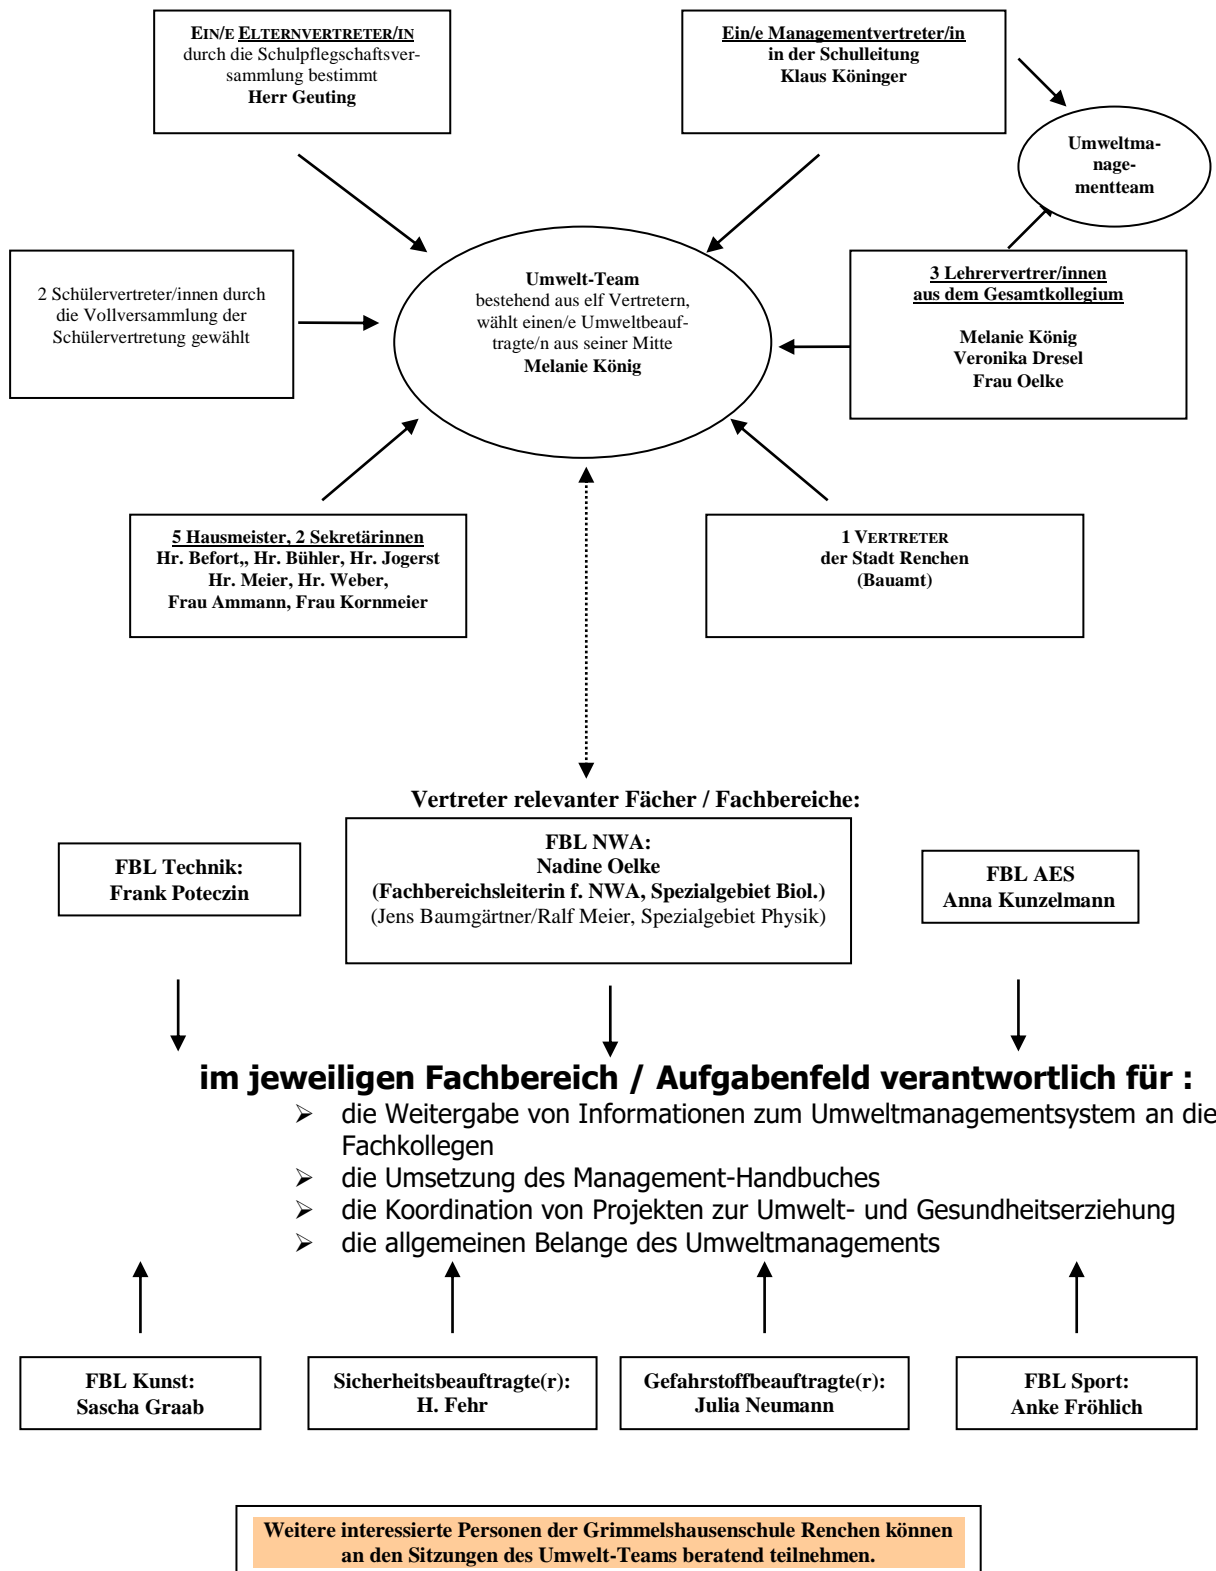 EIN/E ELTERNVERTRETER/IN
durch die Schulpflegschaftsver-
sammlung bestimmt
Herr Geuting
Ein/e Managementvertreter/in
in der Schulleitung
Klaus Köninger
Umweltma-
nage-
mentteam
2 Schülervertreter/innen durch
die Vollversammlung der
Schülervertretung gewählt
Umwelt-Team
bestehend aus elf Vertretern,
wählt einen/e Umweltbeauf-
tragte/n aus seiner Mitte
Melanie König
3 Lehrervertrer/innen
aus dem Gesamtkollegium
Melanie König
Veronika Dresel
Frau Oelke
5 Hausmeister, 2 Sekretärinnen
Hr. Befort,, Hr. Bühler, Hr. Jogerst
Hr. Meier, Hr. Weber,
Frau Ammann, Frau Kornmeier
1 VERTRETER
der Stadt Renchen
(Bauamt)
Vertreter relevanter Fächer / Fachbereiche:
FBL Technik:
Frank Poteczin
FBL NWA:
Nadine Oelke
(Fachbereichsleiterin f. NWA, Spezialgebiet Biol.)
(Jens Baumgärtner/Ralf Meier, Spezialgebiet Physik)
FBL AES
Anna Kunzelmann
im jeweiligen Fachbereich / Aufgabenfeld verantwortlich für :
➢ die Weitergabe von Informationen zum Umweltmanagementsystem an die
Fachkollegen
➢ die Umsetzung des Management-Handbuches
➢ die Koordination von Projekten zur Umwelt- und Gesundheitserziehung
➢ die allgemeinen Belange des Umweltmanagements
FBL Kunst:
Sascha Graab
Sicherheitsbeauftragte(r):
H. Fehr
Gefahrstoffbeauftragte(r):
Julia Neumann
FBL Sport:
Anke Fröhlich
Weitere interessierte Personen der Grimmelshausenschule Renchen können
an den Sitzungen des Umwelt-Teams beratend teilnehmen.